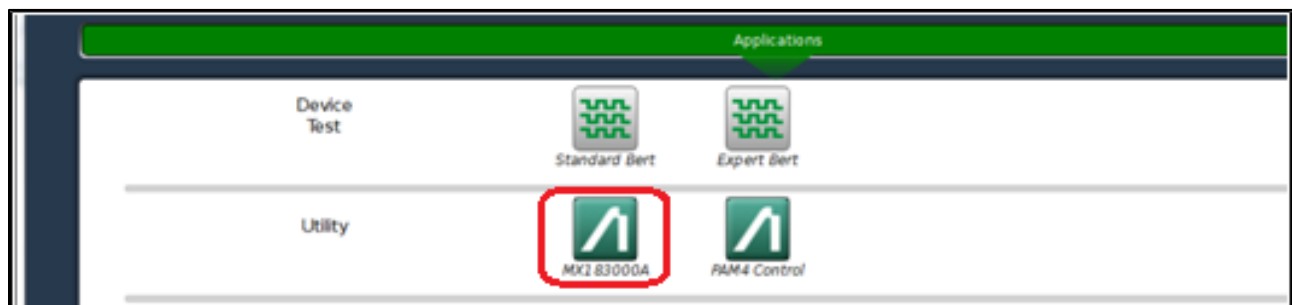 Applications
Device
Test
Standard Bert
Expert Bert
Utility
MX183000A
PAM4 Control